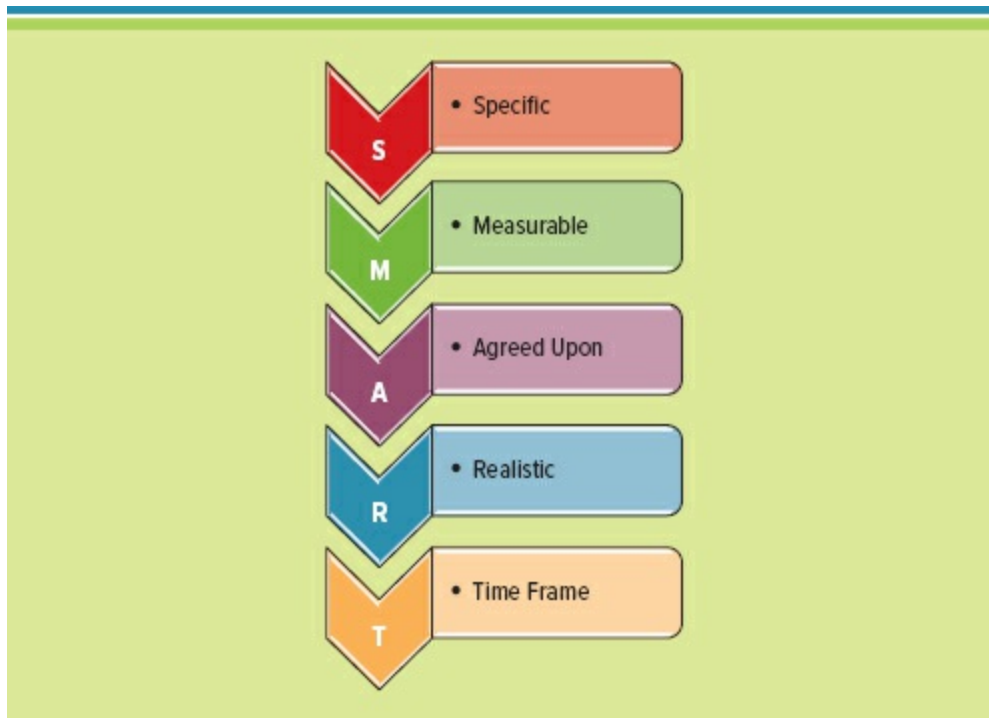 S
• Specific
M
• Measurable
A
• Agreed Upon
R
• Realistic
T
• Time Frame